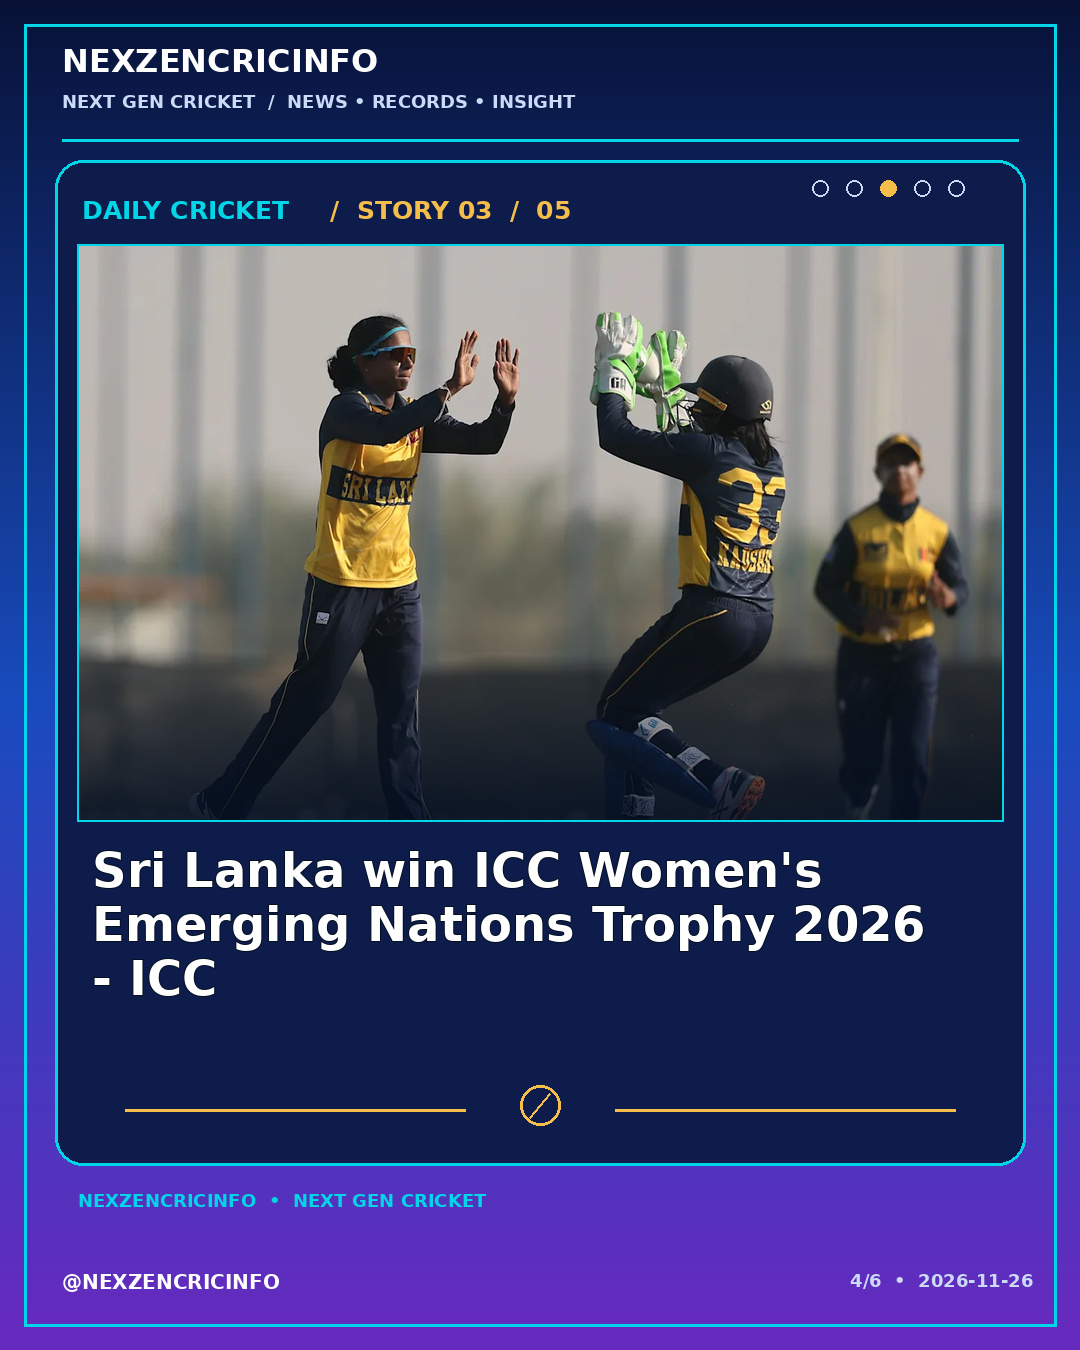 NEXZENCRICINFO
NEXT GEN CRICKET / NEWS • RECORDS • INSIGHT
DAILY CRICKET / STORY 03 / 05
SRI LAN
33
Sri Lanka win ICC Women's
Emerging Nations Trophy 2026
- ICC
NEXZENCRICINFO • NEXT GEN CRICKET
@NEXZENCRICINFO
4/6 • 2026-11-26